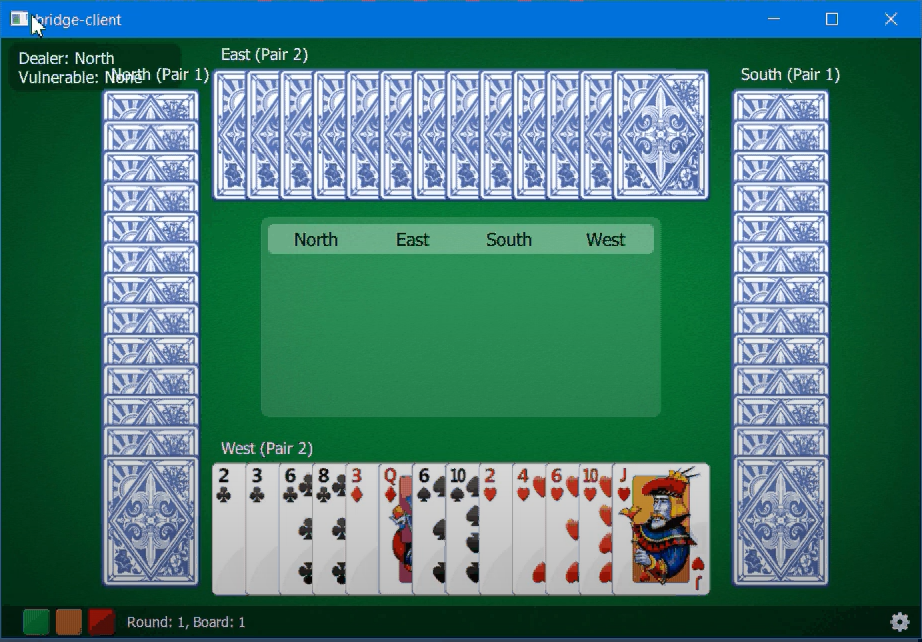 bridge-client
Dealer: North
Vulnerable: None
North (Pair 1)
East (Pair 2)
South (Pair 1)
North East South West
West (Pair 2)
2 3 6 8 3 Q 6 10 2 4 6 10 J
J
Round: 1, Board: 1